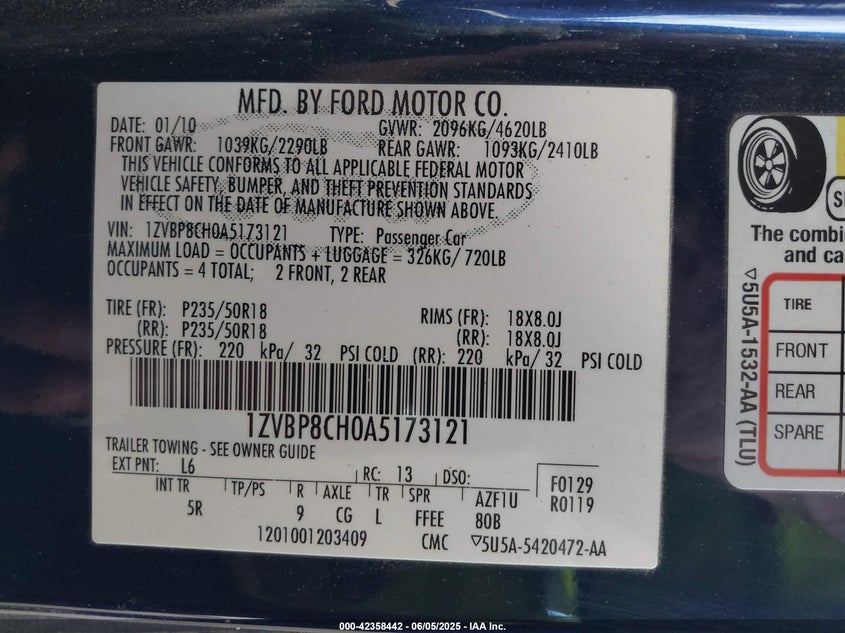 MFD. BY FORD MOTOR CO.
DATE: 01/10 GVWR: 2096KG/4620LB
FRONT GAWR: 1039KG/2290LB REAR GAWR: 1093KG/2410LB
THIS VEHICLE CONFORMS TO ALL APPLICABLE FEDERAL MOTOR
VEHICLE SAFETY, BUMPER, AND THEFT PREVENTION STANDARDS
IN EFFECT ON THE DATE OF MANUFACTURE SHOWN ABOVE.
VIN: 1ZVBP8CH0A5173121 TYPE: Passenger Car
MAXIMUM LOAD = OCCUPANTS + LUGGAGE = 326KG/ 720LB
OCCUPANTS = 4 TOTAL; 2 FRONT, 2 REAR
TIRE (FR): P235/50R18 RIMS (FR): 18X8.0J
(RR): P235/50R18 (RR): 18X8.0J
PRESSURE (FR): 220 kPa/ 32 PSI COLD (RR): 220 kPa/ 32 PSI COLD
1ZVBP8CH0A5173121
TRAILER TOWING - SEE OWNER GUIDE
EXT PNT: L6 RC: 13 DSO: F0129
INT TR TP/PS R AXLE TR SPR AZF1U R0119
5R 9 CG L FFEE 80B
1201001203409 CMC ▽5U5A-5420472-AA
The combi
and ca
▽5U5A-1532-AA (TLU)
TIRE
FRONT
REAR
SPARE
000-42358442 - 06/05/2025 - IAA Inc.